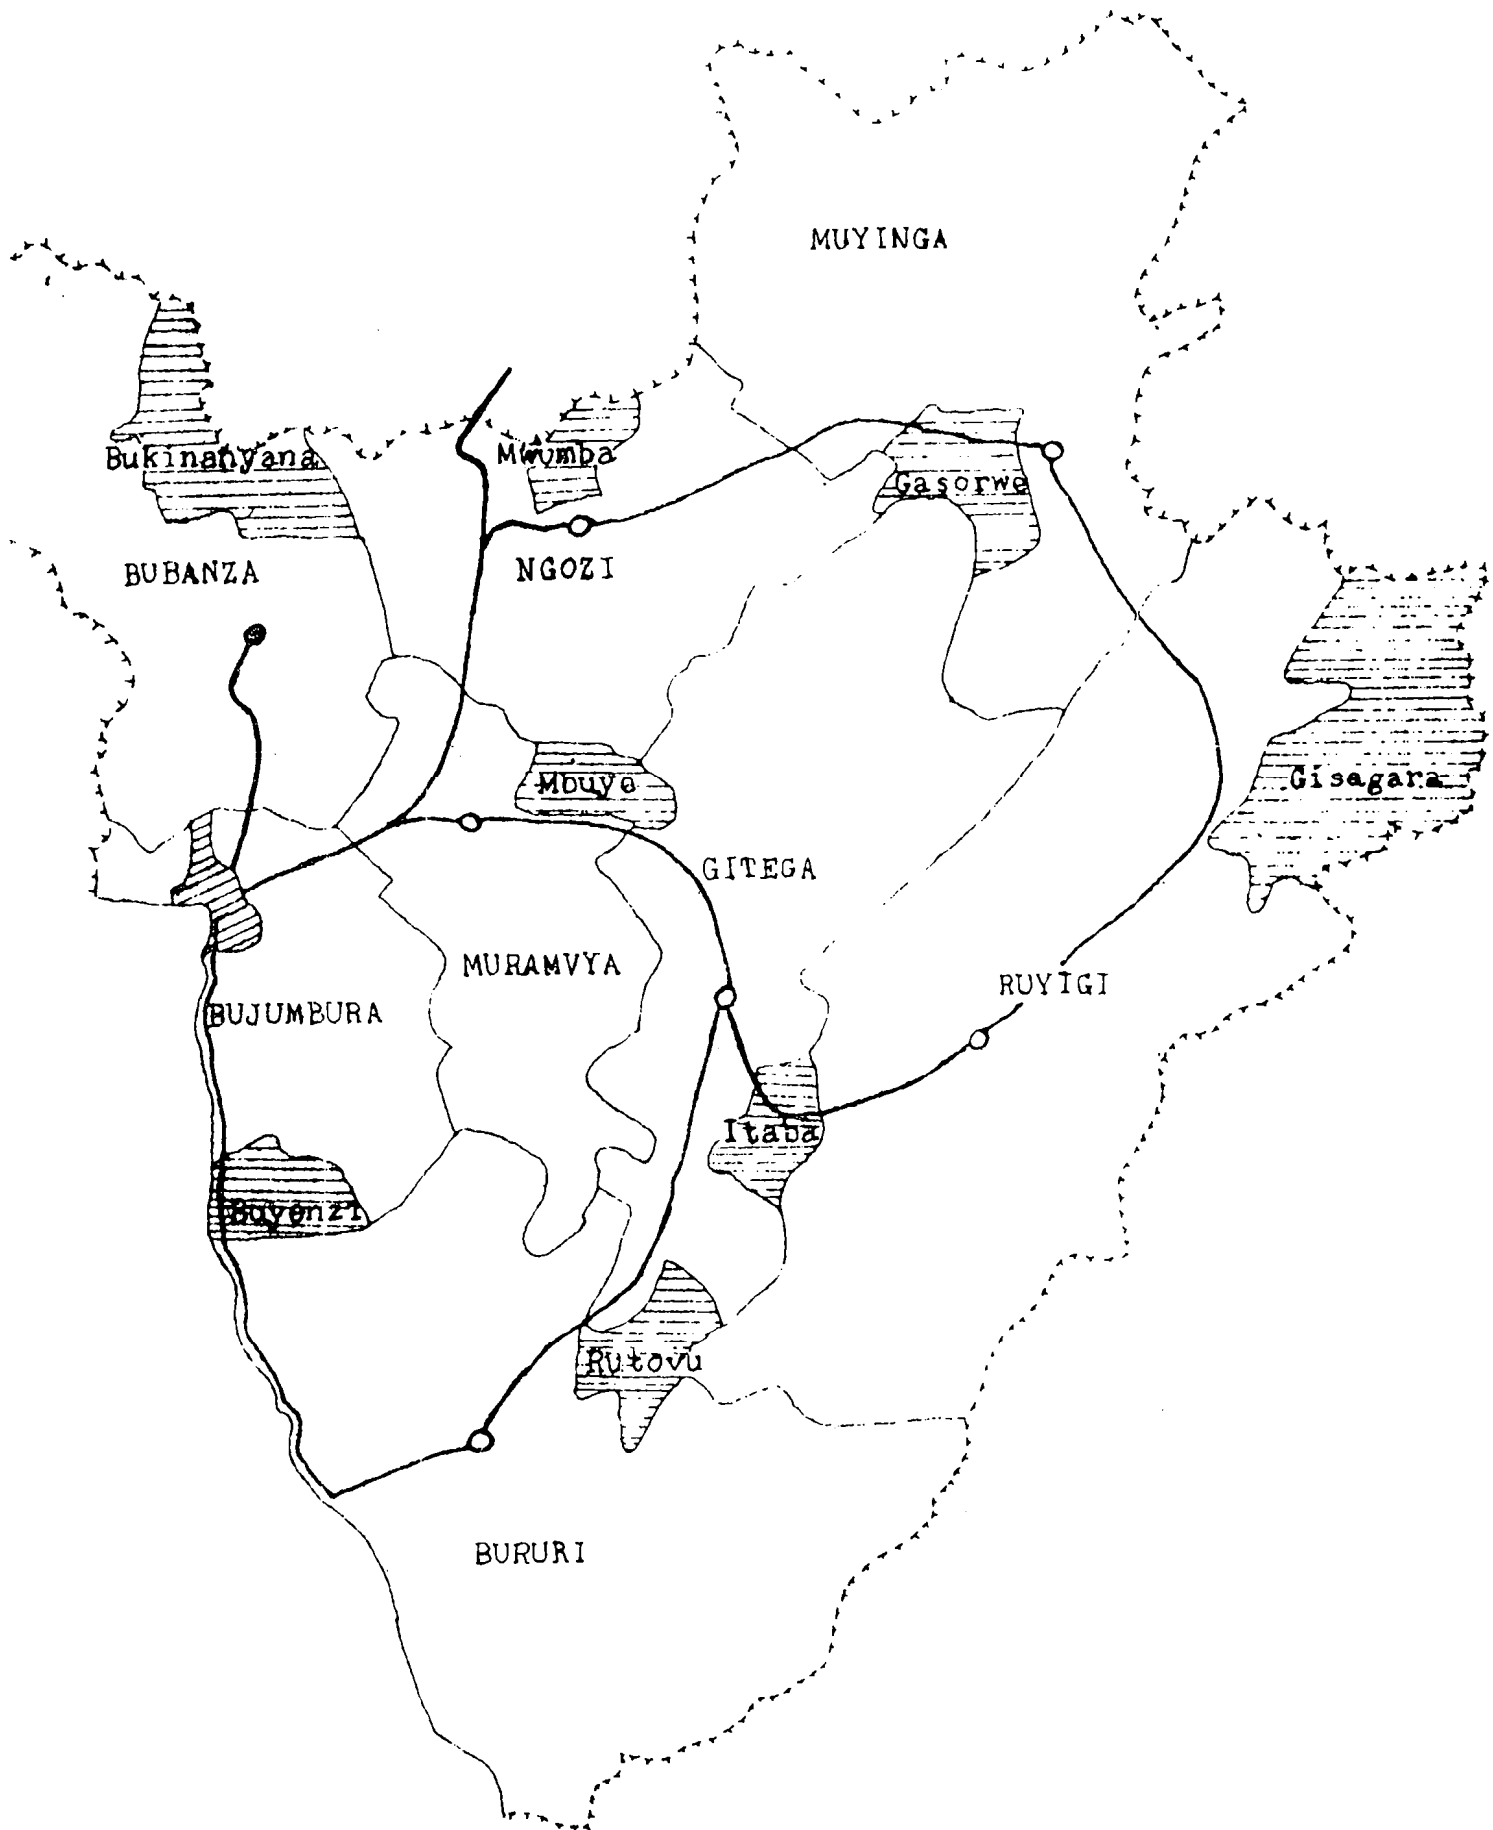 MUYINGA
Bukinanyana
Mwumba
Gasorwe
BUBANZA
NGOZI
Mbuye
Gisagara
GITEGA
MURAMVYA
RUYIGI
BUJUMBURA
Itaba
Buyenzi
Rutovu
BURURI